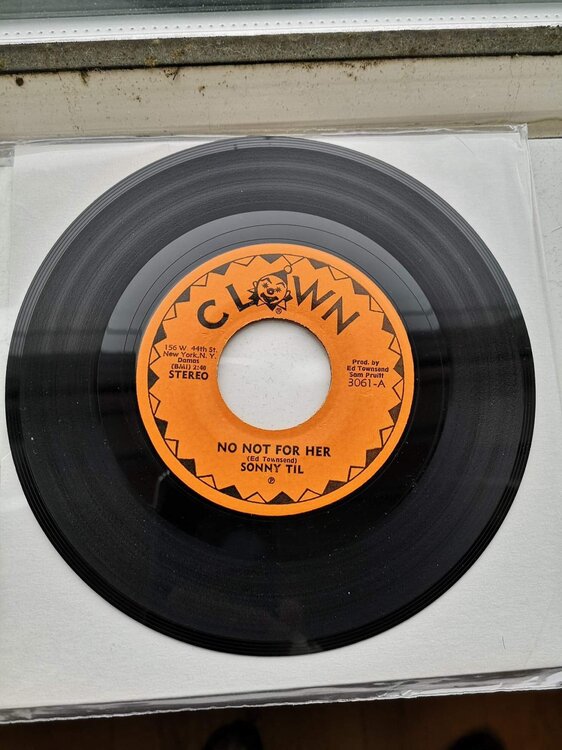 CLOWN
®
156 W. 44th St.
New York, N. Y.
Damas
(BMI) 2:40
STEREO
Prod. by
Ed Townsend
Sam Pruitt
3061-A
NO NOT FOR HER
(Ed Townsend)
SONNY TIL
℗